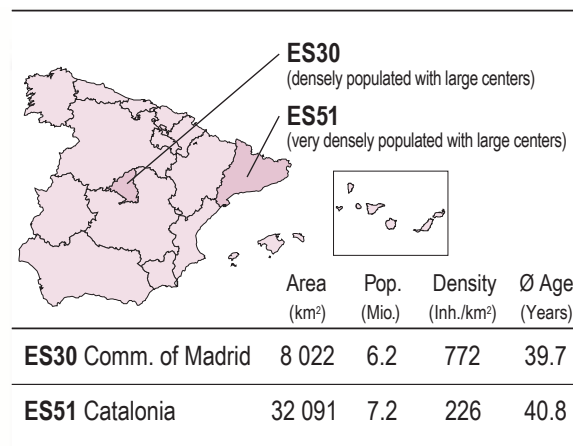 ES30
(densely populated with large centers)
ES51
(very densely populated with large centers)
Area Pop. Density Ø Age
(km²) (Mio.) (Inh./km²) (Years)
ES30 Comm. of Madrid 8 022 6.2 772 39.7
ES51 Catalonia 32 091 7.2 226 40.8